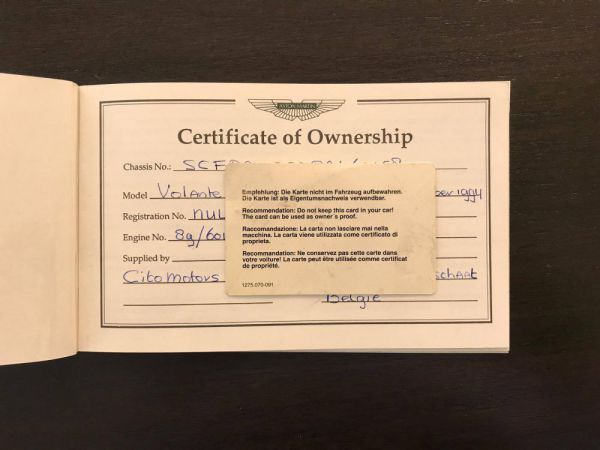 ASTON MARTIN
Certificate of Ownership
Chassis No.:
Model Volante 1994
Registration No.
Engine No. 89/601
Supplied by
Cito Motors
België
Empfehlung: Die Karte nicht im Fahrzeug aufbewahren.
Die Karte ist als Eigentumsnachweis verwendbar.
Recommendation: Do not keep this card in your car!
The card can be used as owner's proof.
Raccomandazione: La carta non lasciare mai nella
macchina. La carta viene utilizzata come certificato di
proprieta.
Recommandation: Ne conservez pas cette carte dans
votre voiture! La carte peut être utilisée comme certificat
de propriété.
1275.070-091